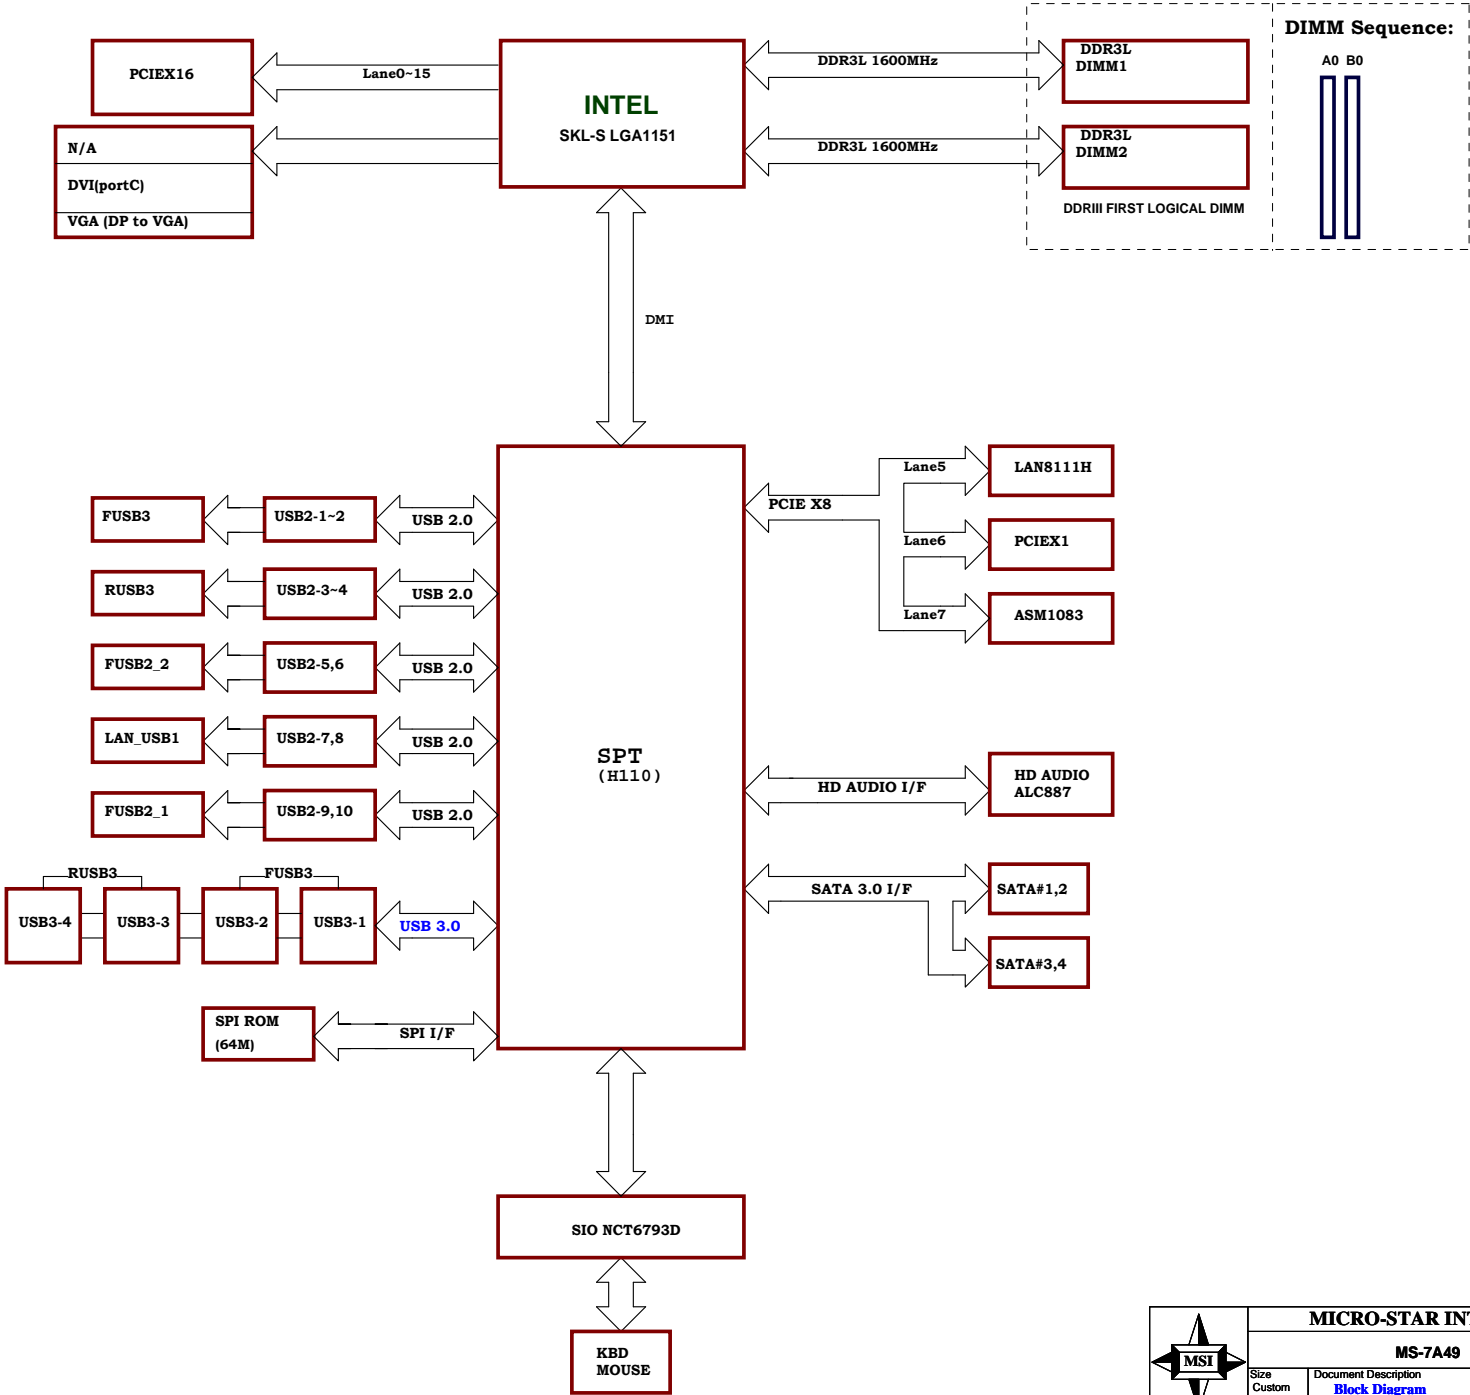 DIMM Sequence:
A0 B0
PCIEX16
Lane0~15
INTEL
SKL-S LGA1151
DDR3L 1600MHz
DDR3L
DIMM1
N/A
DVI(portC)
VGA (DP to VGA)
DDR3L 1600MHz
DDR3L
DIMM2
DDRIII FIRST LOGICAL DIMM
DMI
FUSB3
USB2-1~2
USB 2.0
RUSB3
USB2-3~4
USB 2.0
FUSB2_2
USB2-5,6
USB 2.0
LAN_USB1
USB2-7,8
USB 2.0
FUSB2_1
USB2-9,10
USB 2.0
RUSB3
FUSB3
USB3-4
USB3-3
USB3-2
USB3-1
USB 3.0
SPI ROM
(64M)
SPI I/F
SPT
(H110)
PCIE X8
Lane5
LAN8111H
Lane6
PCIEX1
Lane7
ASM1083
HD AUDIO I/F
HD AUDIO
ALC887
SATA 3.0 I/F
SATA#1,2
SATA#3,4
SIO NCT6793D
KBD
MOUSE
MSI
MICRO-STAR INT
MS-7A49
Size
Custom
Document Description
Block Diagram